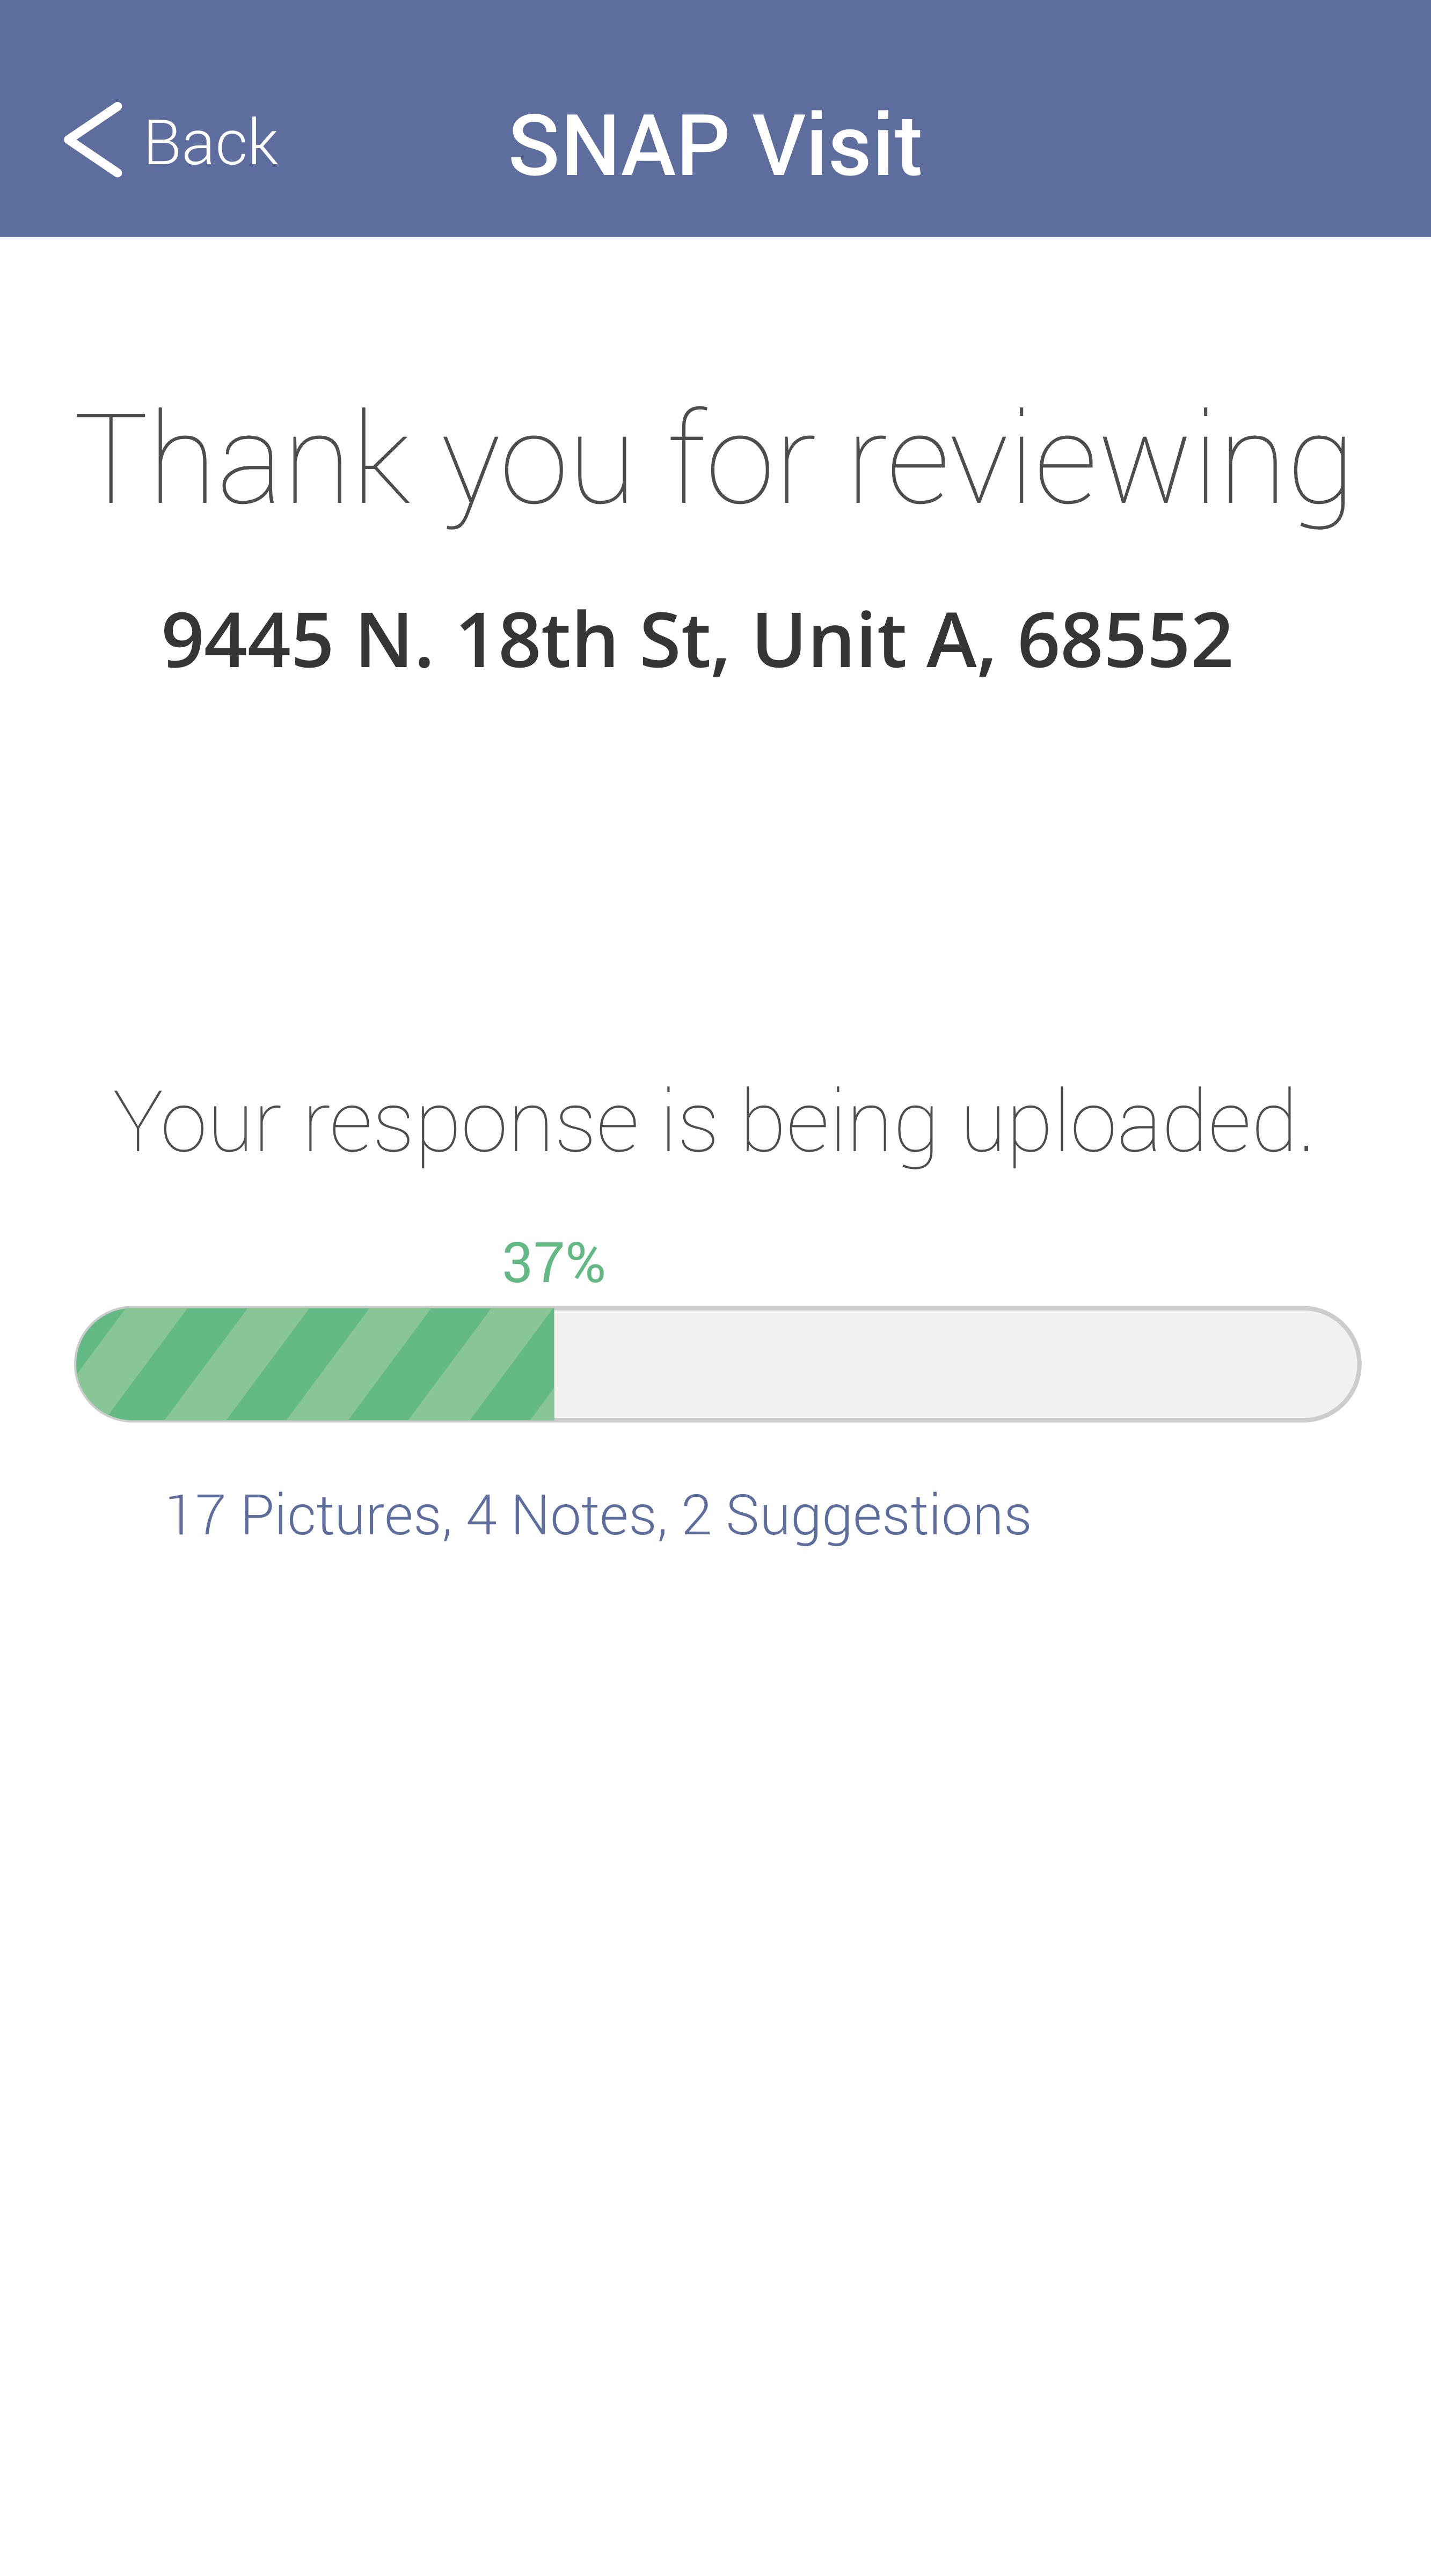 Back
SNAP Visit
Thank you for reviewing
9445 N. 18th St, Unit A, 68552
Your response is being uploaded.
37%
17 Pictures, 4 Notes, 2 Suggestions